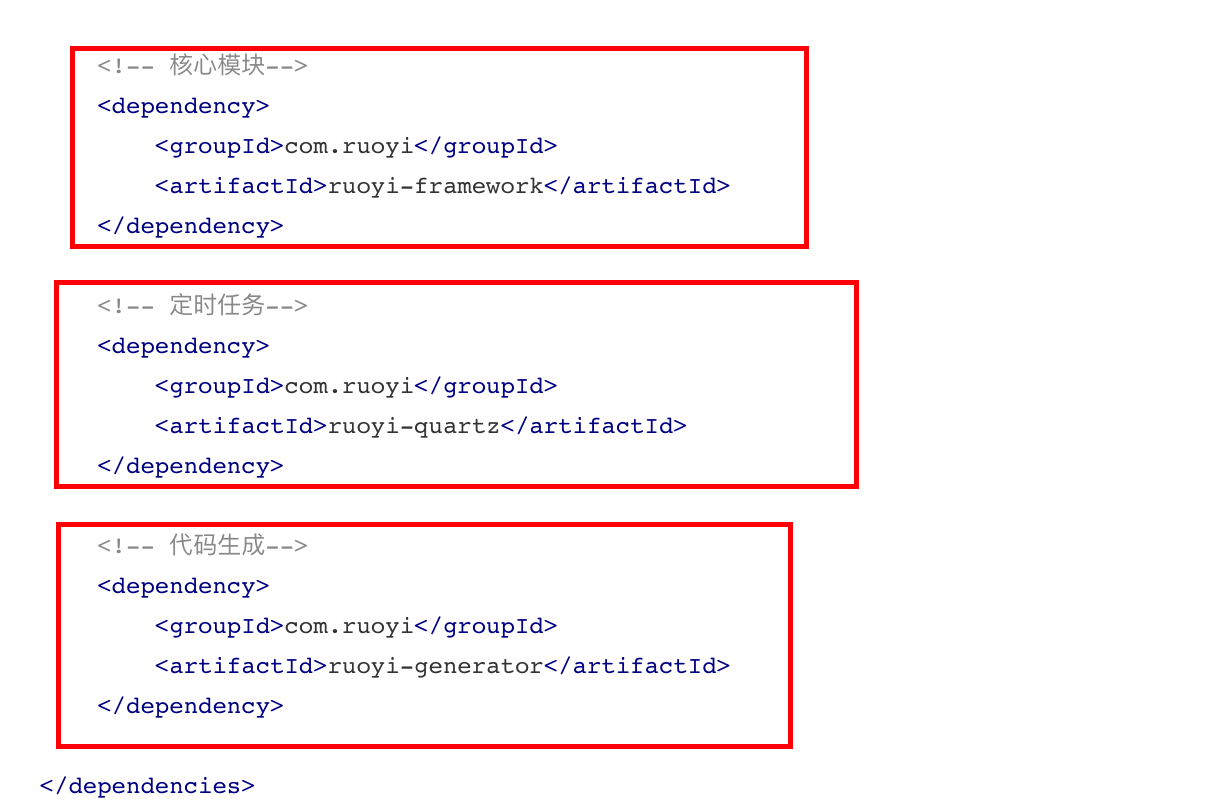 <!-- 核心模块-->
<dependency>
<groupId>com.ruoyi</groupId>
<artifactId>ruoyi-framework</artifactId>
</dependency>
<!-- 定时任务-->
<dependency>
<groupId>com.ruoyi</groupId>
<artifactId>ruoyi-quartz</artifactId>
</dependency>
<!-- 代码生成-->
<dependency>
<groupId>com.ruoyi</groupId>
<artifactId>ruoyi-generator</artifactId>
</dependency>
</dependencies>